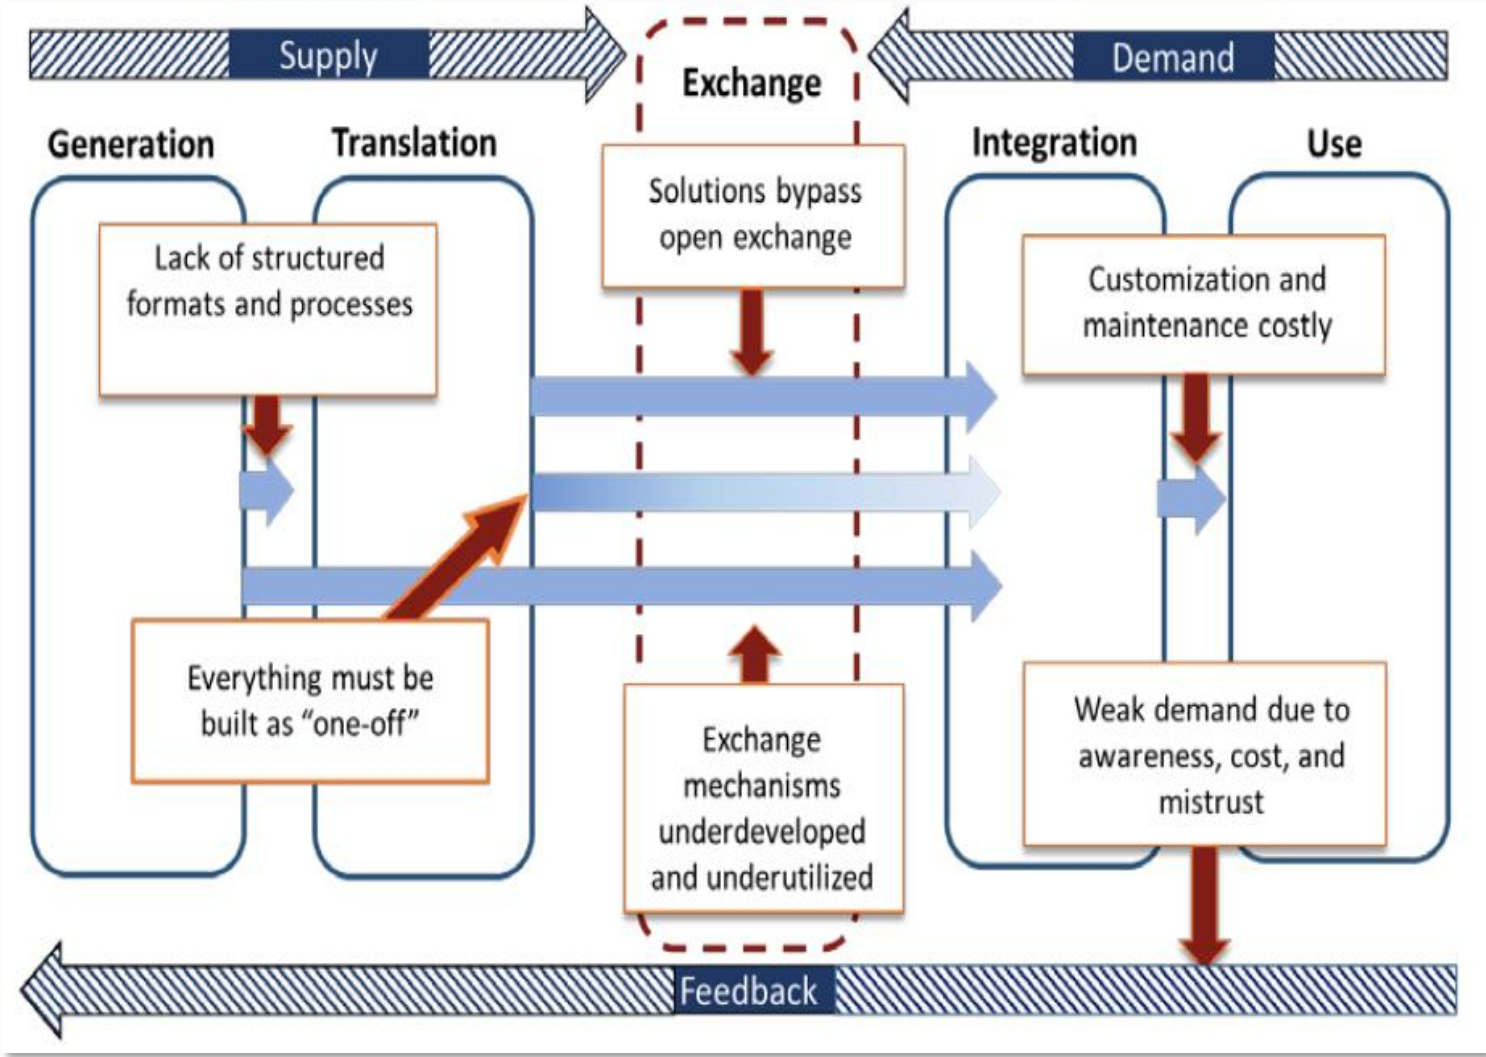 Supply
Demand
Exchange
Generation
Translation
Integration
Use
Solutions bypass
open exchange
Lack of structured
formats and processes
Customization and
maintenance costly
Everything must be
built as “one-off”
Exchange
mechanisms
underdeveloped
and underutilized
Weak demand due to
awareness, cost, and
mistrust
Feedback